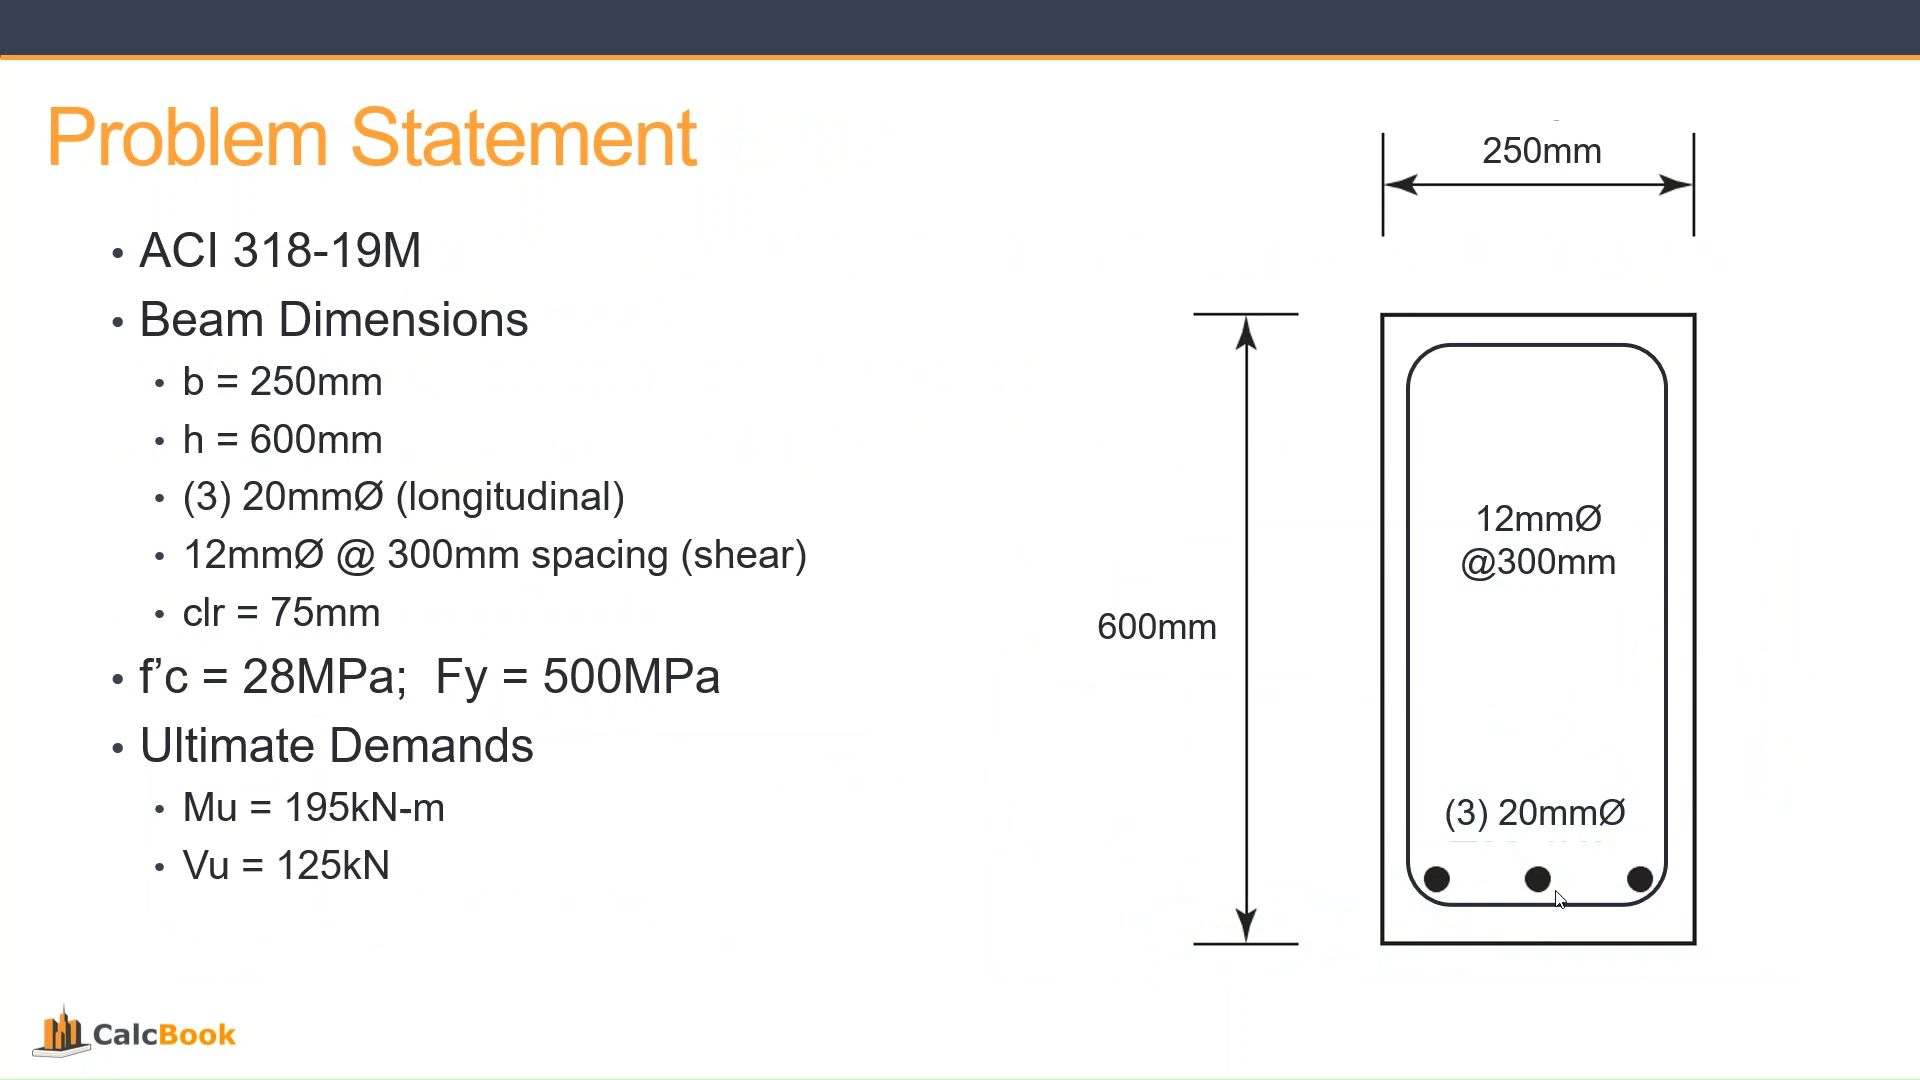 Problem Statement
• ACI 318-19M
• Beam Dimensions
• b = 250mm
• h = 600mm
• (3) 20mmØ (longitudinal)
• 12mmØ @ 300mm spacing (shear)
• clr = 75mm
• f’c = 28MPa;  Fy = 500MPa
• Ultimate Demands
• Mu = 195kN-m
• Vu = 125kN
250mm
600mm
12mmØ
@300mm
(3) 20mmØ
CalcBook